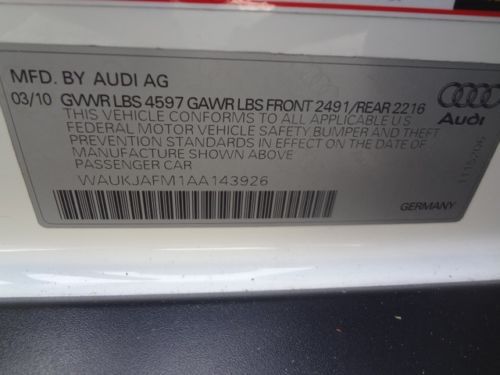 MFD. BY AUDI AG
03/10 GVWR LBS 4597 GAWR LBS FRONT 2491/REAR 2216
THIS VEHICLE CONFORMS TO ALL APPLICABLE U.S.
FEDERAL MOTOR VEHICLE SAFETY BUMPER AND THEFT
PREVENTION STANDARDS IN EFFECT ON THE DATE OF
MANUFACTURE SHOWN ABOVE
PASSENGER CAR
WAUKJAFM1AA143926
Audi
GERMANY